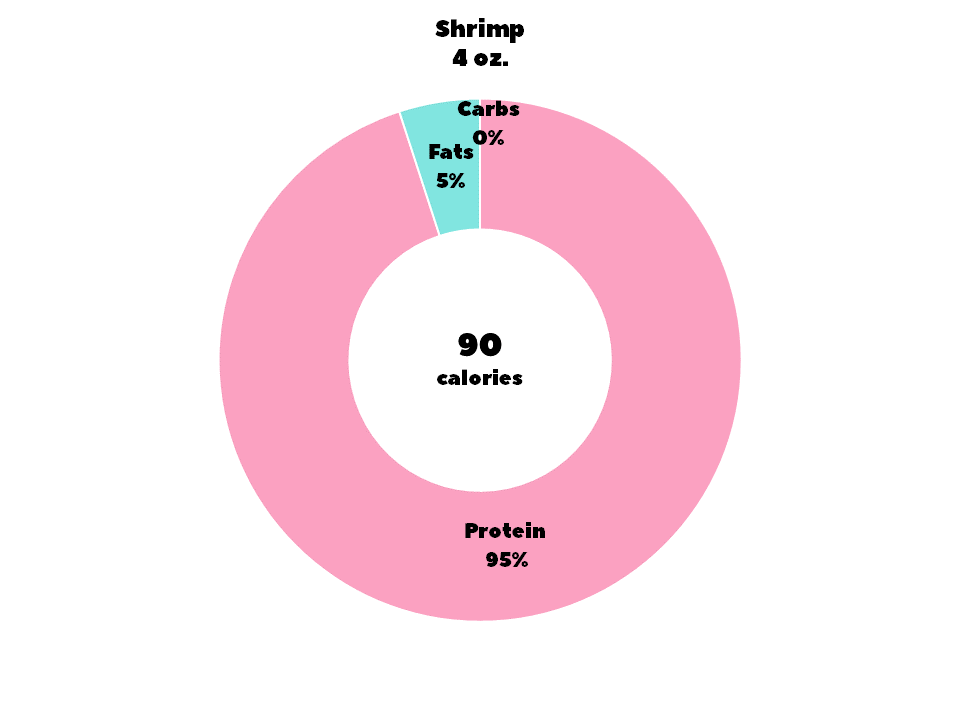 Shrimp
4 oz.
Carbs
0%
Fats
5%
90
calories
Protein
95%